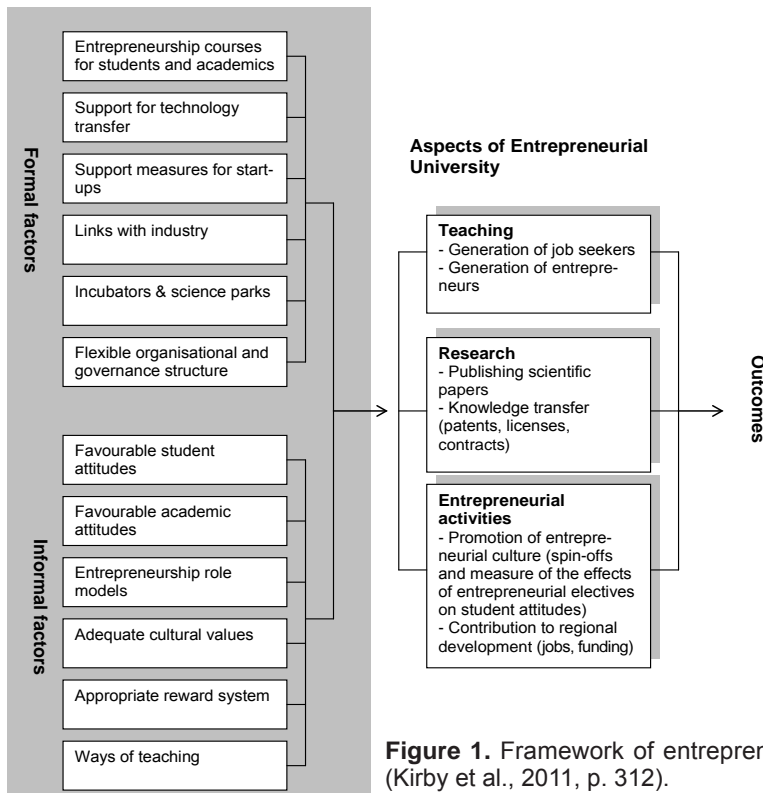 Formal factors
Entrepreneurship courses
for students and academics
Support for technology
transfer
Support measures for start-
ups
Links with industry
Incubators & science parks
Flexible organisational and
governance structure
Informal factors
Favourable student
attitudes
Favourable academic
attitudes
Entrepreneurship role
models
Adequate cultural values
Appropriate reward system
Ways of teaching
Aspects of Entrepreneurial
University
Teaching
- Generation of job seekers
- Generation of entrepre-
neurs
Research
- Publishing scientific
papers
- Knowledge transfer
(patents, licenses,
contracts)
Entrepreneurial
activities
- Promotion of entrepre-
neurial culture (spin-offs
and measure of the effects
of entrepreneurial electives
on student attitudes)
- Contribution to regional
development (jobs, funding)
Outcomes
Figure 1. Framework of entrepren
(Kirby et al., 2011, p. 312).